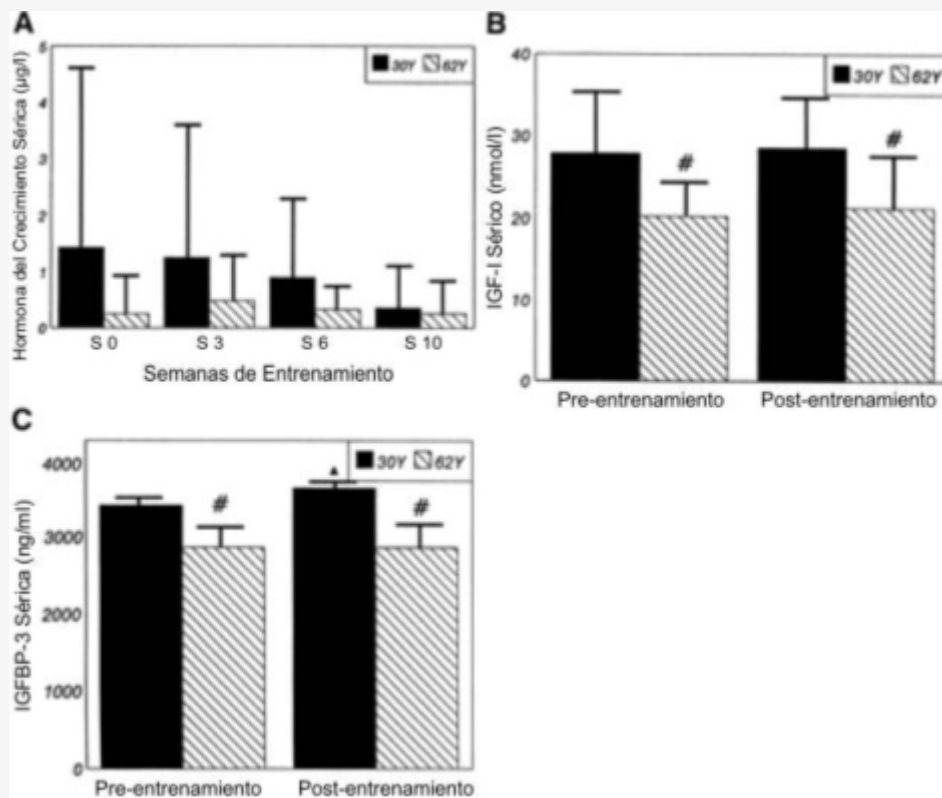 A
Hormona del Crecimiento Sérica (µg/l)
5
4
3
2
1
0
30Y 62Y
S 0 S 3 S 6 S 10
Semanas de Entrenamiento
IGF-I Sérico (nmol/l)
40
30
20
10
0
30Y 62Y
# #
Pre-entrenamiento Post-entrenamiento
C
IGFBP-3 Sérica (ng/ml)
4000
3000
2000
1000
0
30Y 62Y
# #
Pre-entrenamiento Post-entrenamiento
B